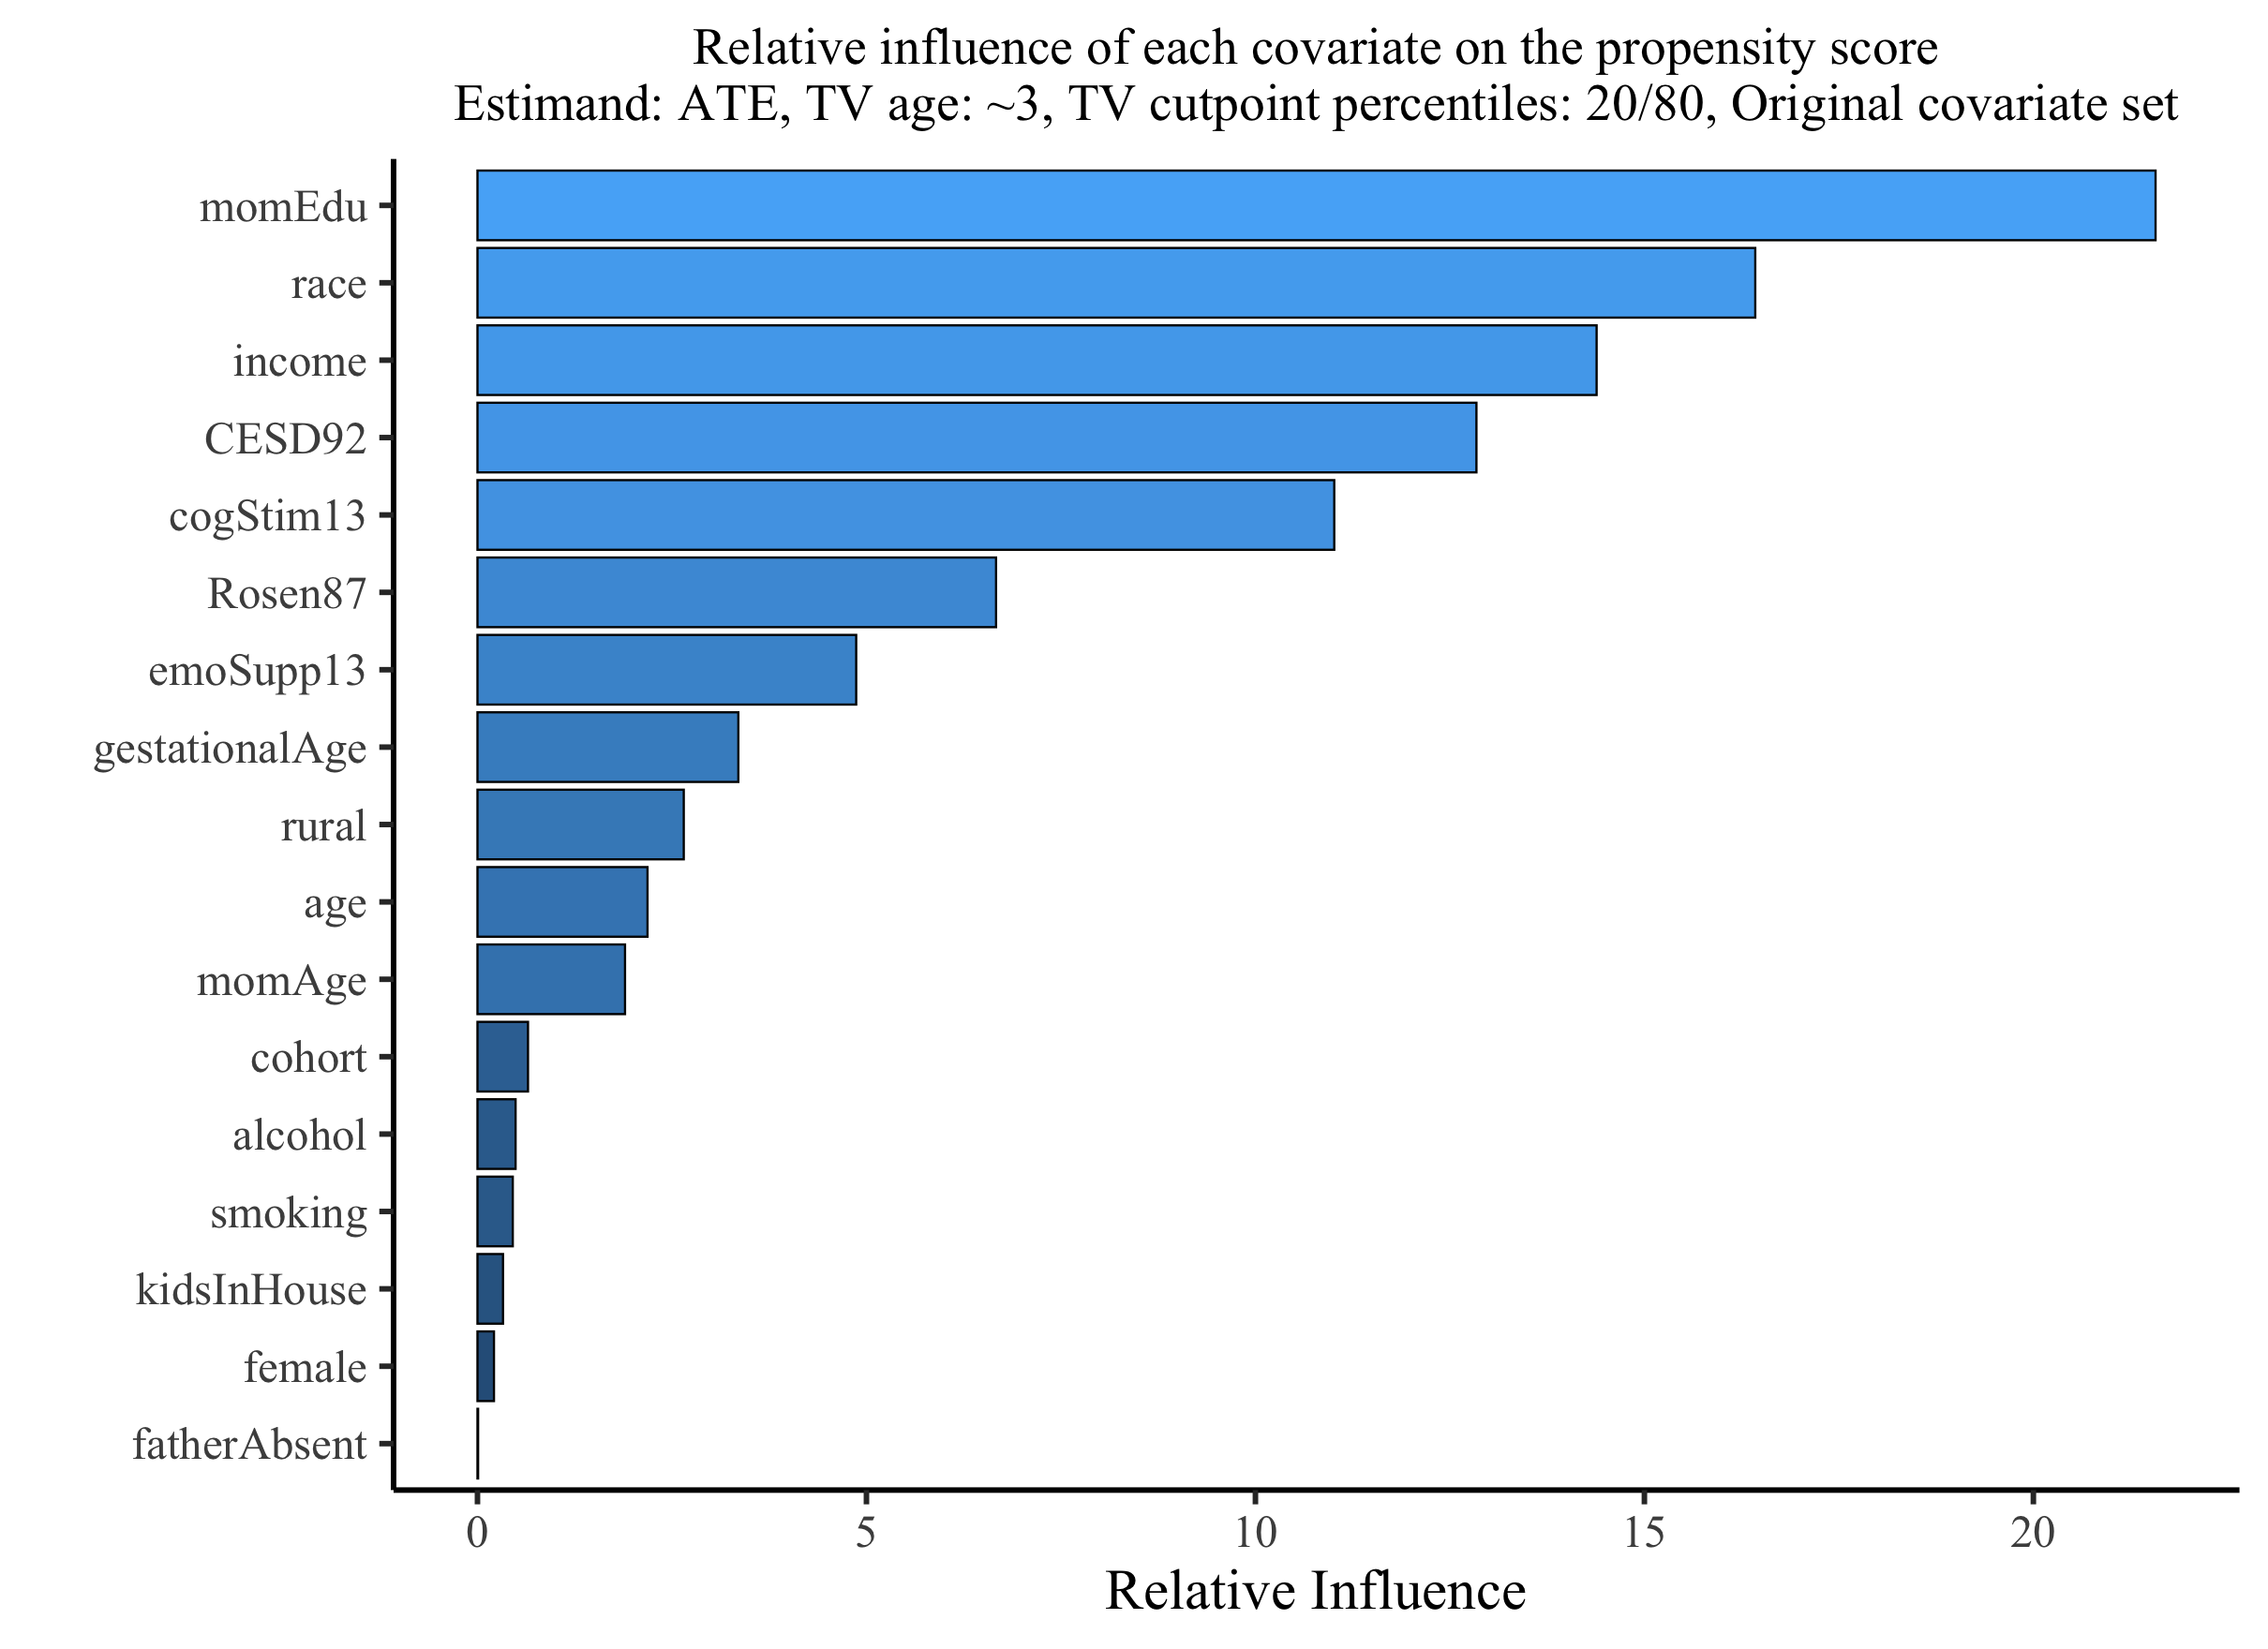 Relative influence of each covariate on the propensity score
Estimand: ATE, TV age: ~3, TV cutpoint percentiles: 20/80, Original covariate set
momEdu
race
income
CESD92
cogStim13
Rosen87
emoSupp13
gestationalAge
rural
age
momAge
cohort
alcohol
smoking
kidsInHouse
female
fatherAbsent
0 5 10 15 20
Relative Influence